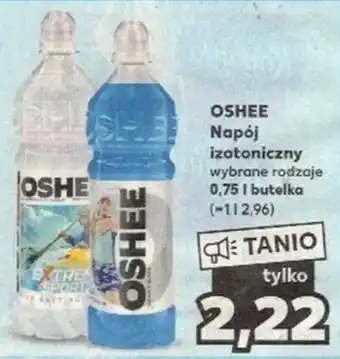 OSHEE
Napój
izotoniczny
wybrane rodzaje
0,75 l butelka
(=1 l 2,96)
TANIO
tylko
2,22
OSHEE
EXTREME
SPORT
OSHEE